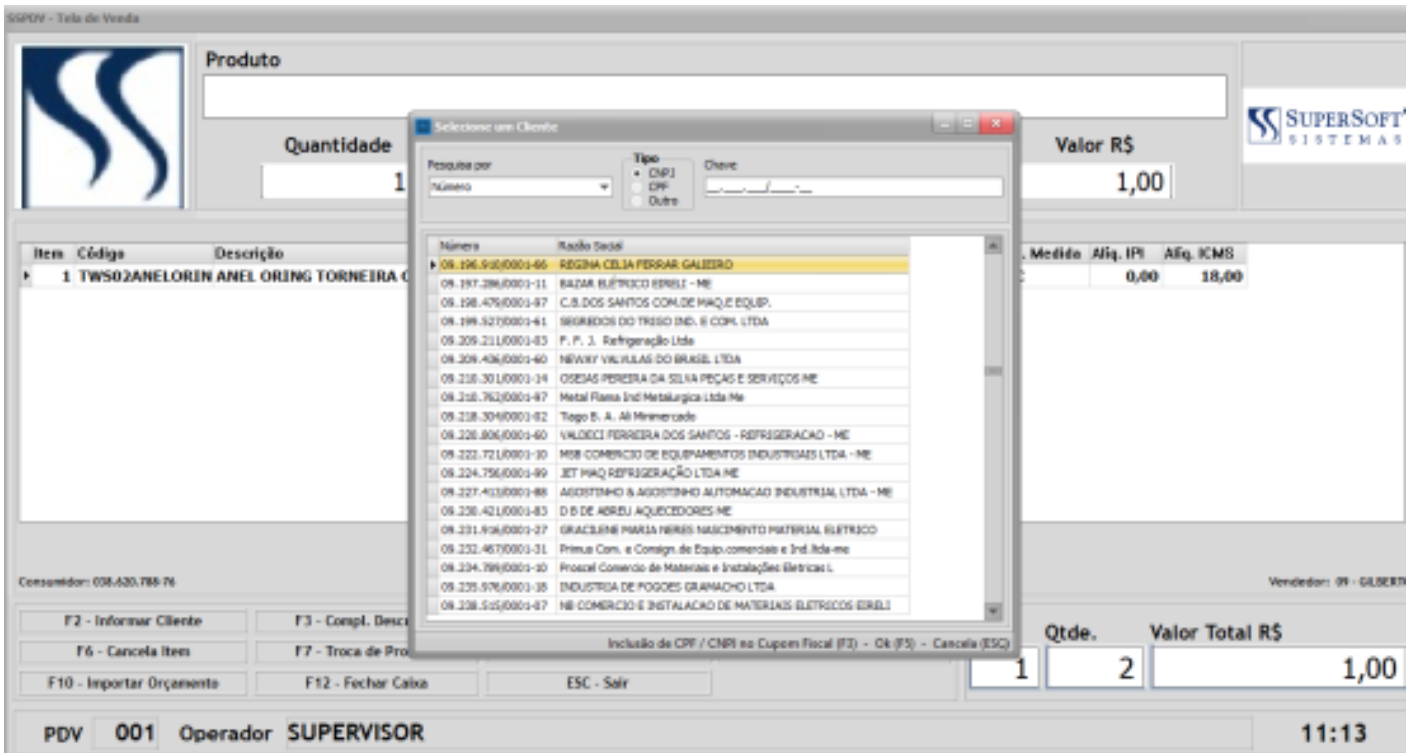 SSPDV - Tela de Venda
Produto
SUPERSOFT
SISTEMAS
Selecione um Cliente
Quantidade
Valor R$
1
1,00
Pesquisa por
Tipo
Chave
Número
CNPJ
CPF
Outro
Item Código Descrição
. Medida Alíq. IPI Alíq. ICMS
1 TWS02ANELORIN ANEL ORING TORNEIRA
0,00 18,00
Número Razão Social
09.196.910/0001-66 REGINA CELIA FERRAR GALIEIRO
09.197.286/0001-11 BAZAR ELÉTRICO EIRELI - ME
09.198.479/0001-97 C.B.DOS SANTOS COM.DE MAQ.E EQUIP.
09.199.527/0001-61 SEGREDOS DO TRIGO IND. E COM. LTDA
09.209.211/0001-03 F. P. J. Refrigeração Ltda
09.209.406/0001-60 NEWAY VALVULAS DO BRASIL LTDA
09.210.301/0001-14 OSEIAS PEREIRA DA SILVA PEÇAS E SERVIÇOS ME
09.210.762/0001-97 Metal Flama Ind Metalurgica Ltda Me
09.218.304/0001-02 Tiago B. A. Ali Minimercado
09.220.806/0001-60 VALDECI FERREIRA DOS SANTOS - REFRIGERACAO - ME
09.222.721/0001-10 MSB COMERCIO DE EQUIPAMENTOS INDUSTRIAIS LTDA - ME
09.224.756/0001-99 JET MAQ REFRIGERAÇÃO LTDA ME
09.227.413/0001-88 AGOSTINHO & AGOSTINHO AUTOMACAO INDUSTRIAL LTDA - ME
09.230.421/0001-83 D B DE ABREU AQUECEDORES ME
09.231.916/0001-27 GRACILENE MARIA NERES NASCIMENTO MATERIAL ELETRICO
09.232.467/0001-31 Primus Com. e Consign.de Equip.comerciais e Ind.ltda-me
09.234.789/0001-10 Proscel Comercio de Materiais e Instalações Eletricas L
09.235.976/0001-18 INDUSTRIA DE FOGOES GRAMACHO LTDA
09.238.515/0001-07 NB COMERCIO E INSTALACAO DE MATERIAIS ELETRICOS EIRELI
Inclusão de CPF / CNPJ no Cupom Fiscal (F3) - Ok (F5) - Cancela (ESC)
Consumidor: 038.620.788-76
Vendedor: 09 - GILBERT
F2 - Informar Cliente
F3 - Compl. Descr
F6 - Cancela Item
F7 - Troca de Pro
F10 - Importar Orçamento
F12 - Fechar Caixa
ESC - Sair
Qtde.
Valor Total R$
1
2
1,00
PDV 001 Operador SUPERVISOR 11:13